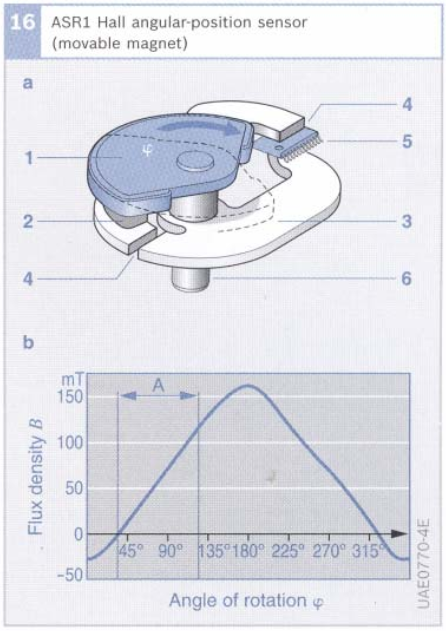 16 ASR1 Hall angular-position sensor
(movable magnet)
a
4
5
1
φ
2
3
4
6
b
mT
150
A
100
50
0
-50
Flux density B
45° 90° 135° 180° 225° 270° 315°
Angle of rotation φ
UAE0770-4E